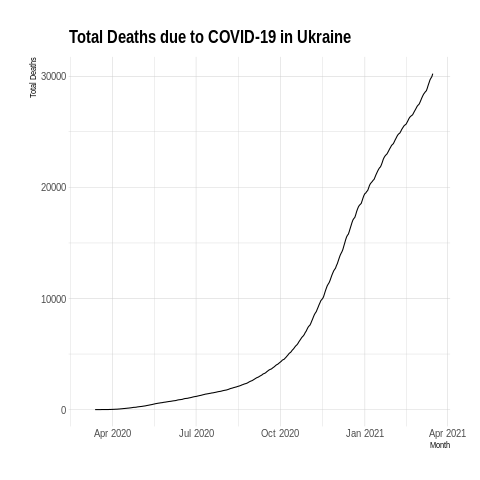 Total Deaths due to COVID-19 in Ukraine
Total Deaths
30000
20000
10000
0
Apr 2020 Jul 2020 Oct 2020 Jan 2021 Apr 2021
Month